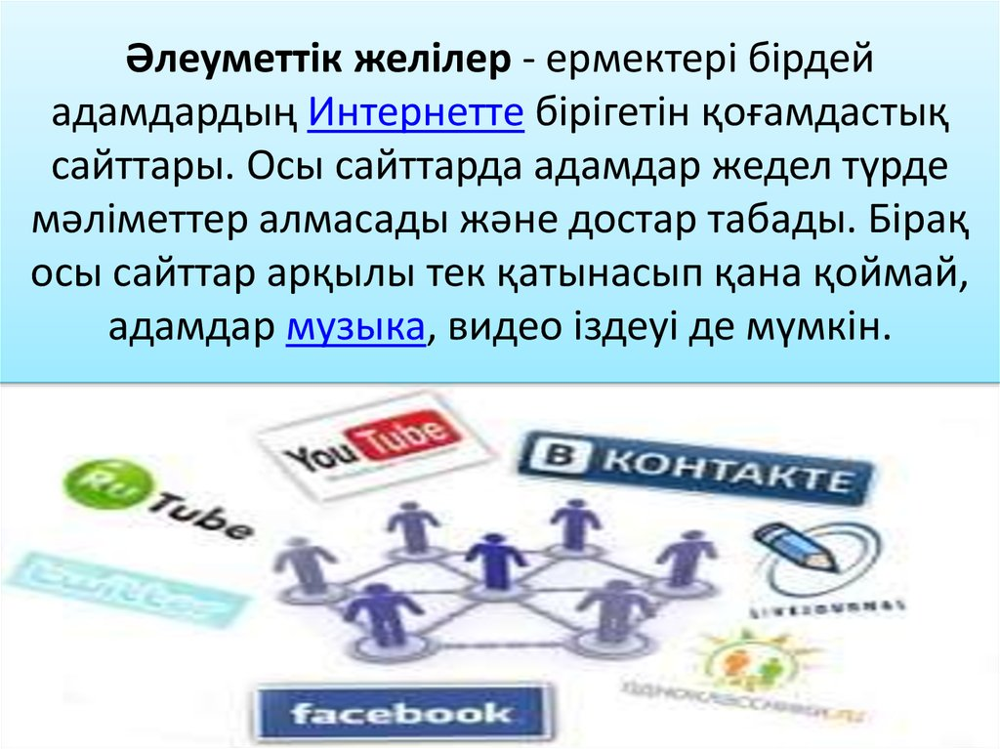 Әлеуметтік желілер - ермектері бірдей
адамдардың Интернетте бірігетін қоғамдастық
сайттары. Осы сайттарда адамдар жедел түрде
мәліметтер алмасады және достар табады. Бірақ
осы сайттар арқылы тек қатынасып қана қоймай,
адамдар музыка, видео іздеуі де мүмкін.
YouTube
В КОНТАКТЕ
RuTube
twitter
LIVEJOURNAL
одноклассники.ru
facebook